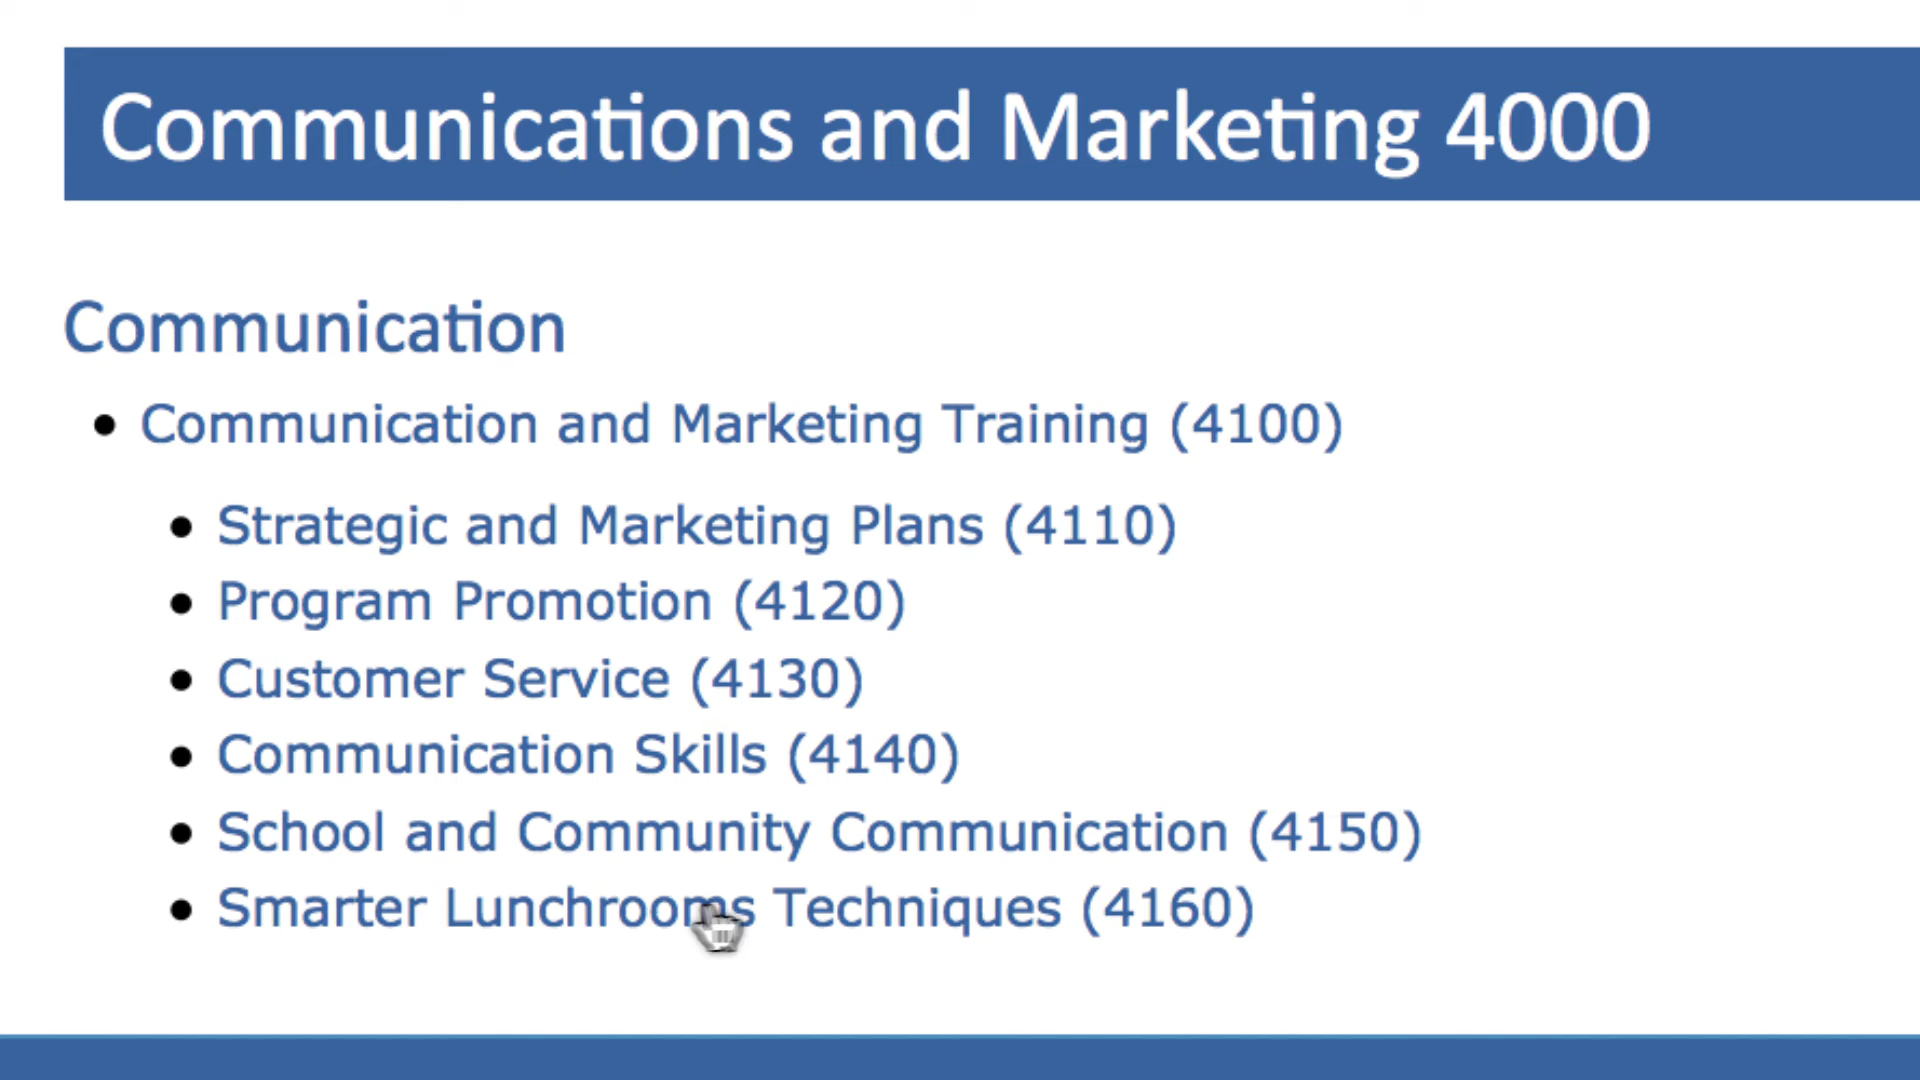 Communications and Marketing 4000
Communication
Communication and Marketing Training (4100)
Strategic and Marketing Plans (4110)
Program Promotion (4120)
Customer Service (4130)
Communication Skills (4140)
School and Community Communication (4150)
Smarter Lunchrooms Techniques (4160)